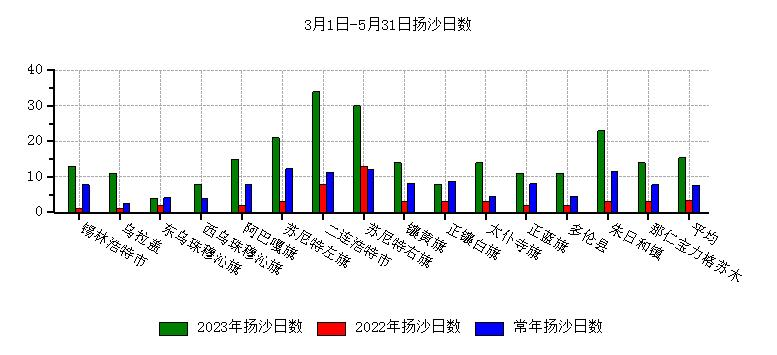 3月1日-5月31日扬沙日数
40
30
20
10
0
锡林浩特市
乌拉盖
东乌珠穆沁旗
西乌珠穆沁旗
阿巴嘎旗
苏尼特左旗
二连浩特市
苏尼特右旗
镶黄旗
正镶白旗
太仆寺旗
正蓝旗
多伦县
朱日和镇
那仁宝力格苏木
平均
2023年扬沙日数 2022年扬沙日数 常年扬沙日数